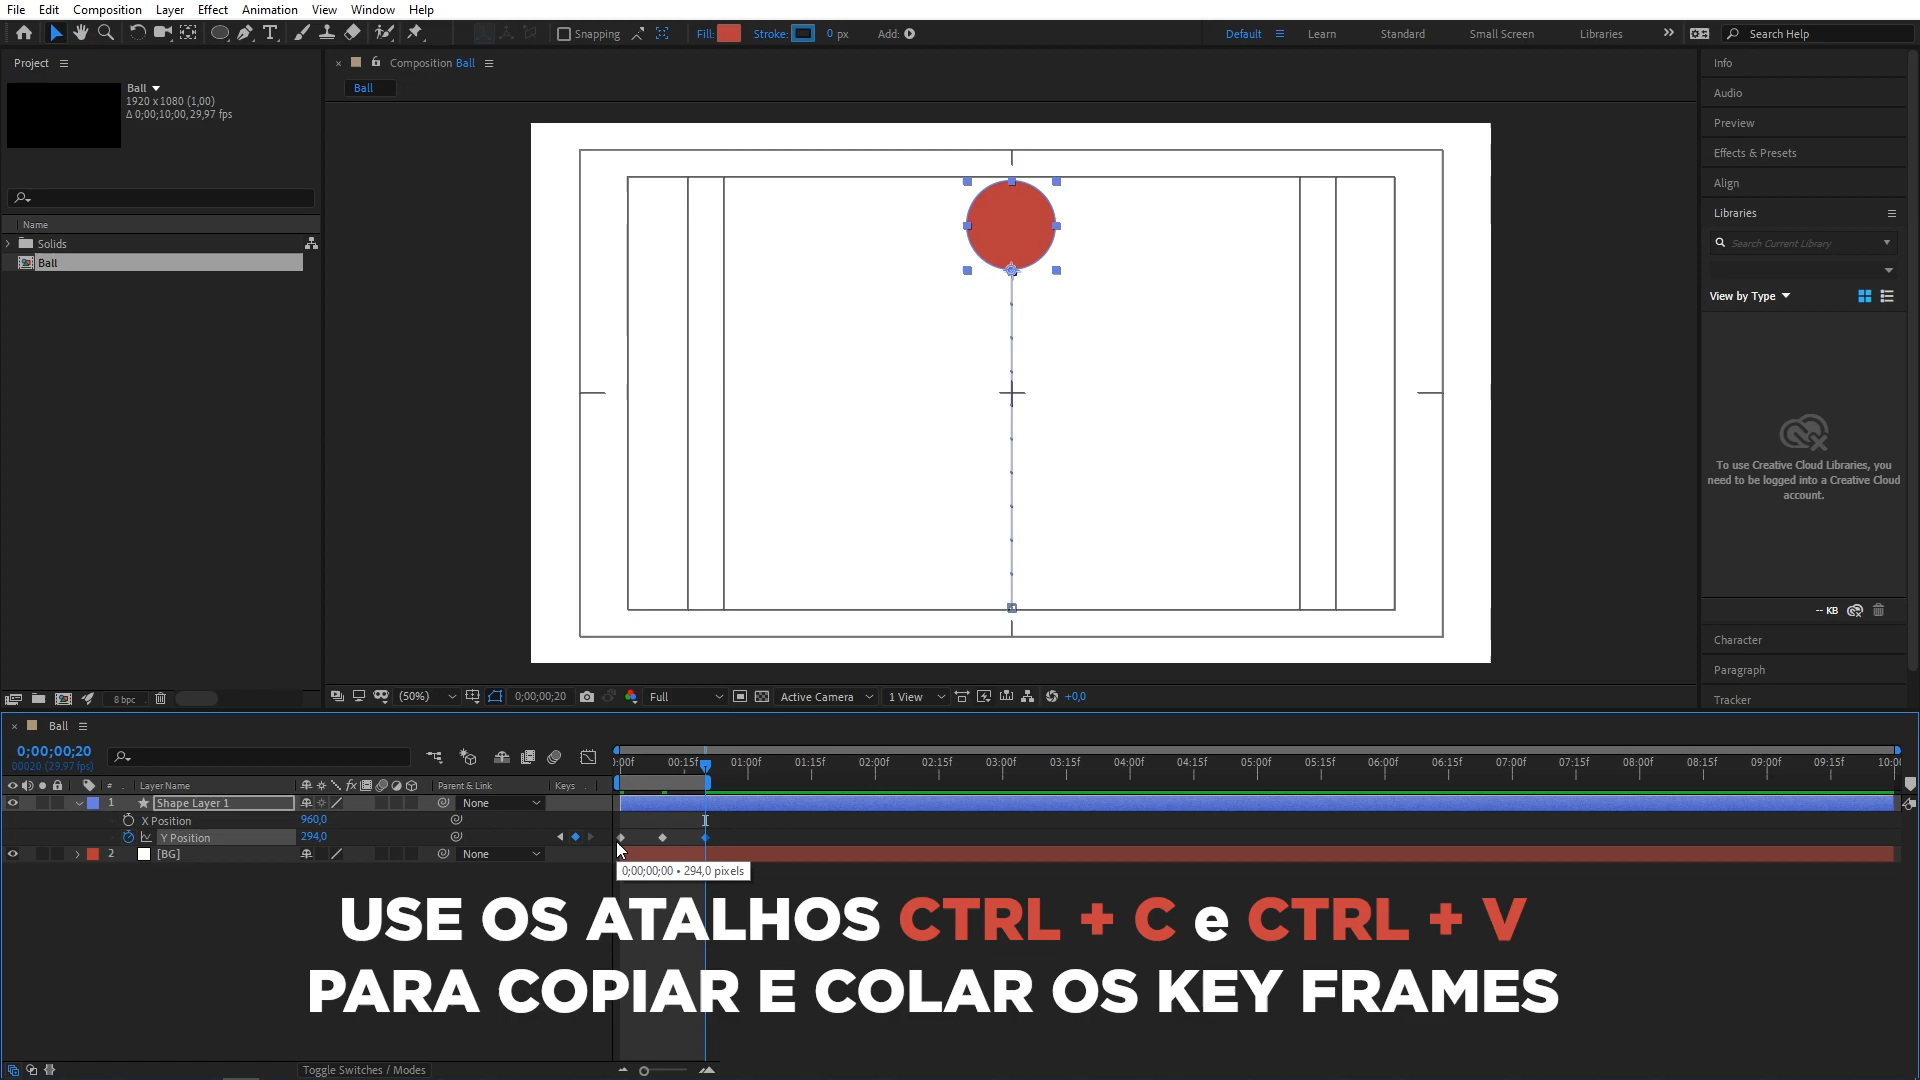 File Edit Composition Layer Effect Animation View Window Help
Snapping Fill: Stroke: 0 px Add: Default Learn Standard Small Screen Libraries Search Help
Project
Ball
1920 x 1080 (1,00)
Δ 0;00;10;00, 29,97 fps
Name
Solids
Ball
8 bpc
Composition Ball
Ball
(50%) 0;00;00;20 Full Active Camera 1 View +0,0
Info
Audio
Preview
Effects & Presets
Align
Libraries
Search Current Library
View by Type
To use Creative Cloud Libraries, you
need to be logged into a Creative Cloud
account.
-- KB
Character
Paragraph
Tracker
Ball
0;00;00;20
00020 (29.97 fps)
# Layer Name Parent & Link Keys
1 Shape Layer 1 None
X Position 960,0
Y Position 294,0
2 [BG] None
):00f 00:15f 01:00f 01:15f 02:00f 02:15f 03:00f 03:15f 04:00f 04:15f 05:00f 05:15f 06:00f 06:15f 07:00f 07:15f 08:00f 08:15f 09:00f 09:15f 10:00
0;00;00;00 • 294,0 pixels
USE OS ATALHOS CTRL + C e CTRL + V
PARA COPIAR E COLAR OS KEY FRAMES
Toggle Switches / Modes